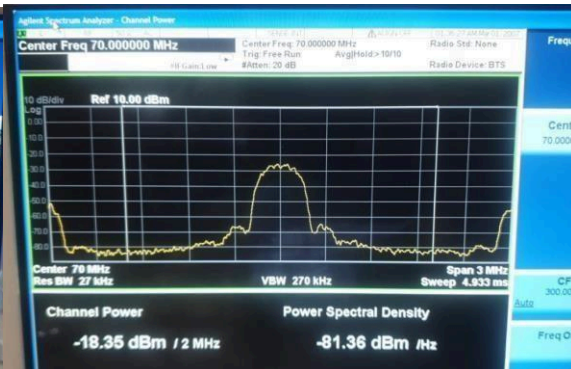 Agilent Spectrum Analyzer - Channel Power
Center Freq 70.000000 MHz
Center Freq: 70.000000 MHz
Trig: Free Run Avg|Hold:>10/10
#IFGain:Low #Atten: 20 dB
Radio Std: None
Radio Device: BTS
Frequ
10 dB/div Ref 10.00 dBm
Log
0.00
-10.0
-20.0
-30.0
-40.0
-50.0
-60.0
-70.0
-80.0
Center 70 MHz Span 3 MHz
Res BW 27 kHz VBW 270 kHz Sweep 4.933 ms
Channel Power Power Spectral Density
-18.35 dBm / 2 MHz -81.36 dBm /Hz
Cent
70.0000
CF
300.00
Auto
Freq O